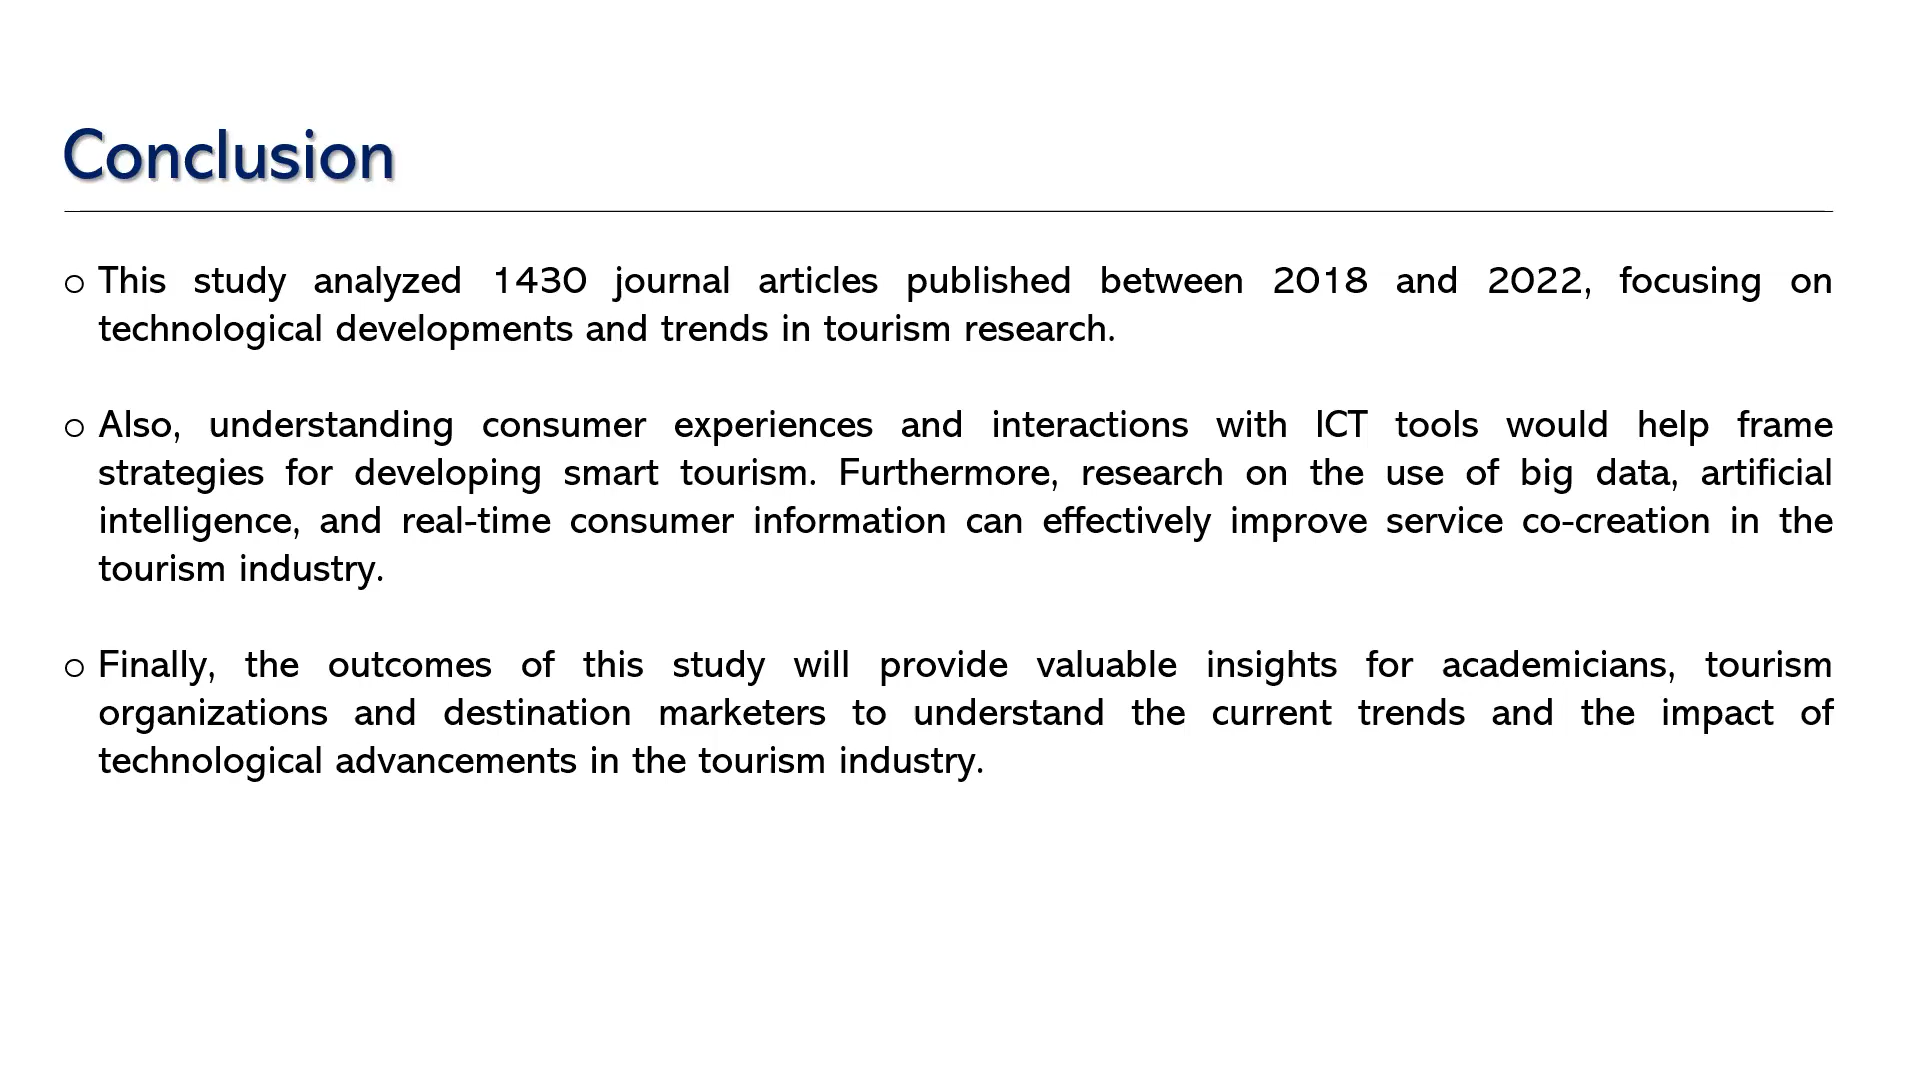 Conclusion
○ This study analyzed 1430 journal articles published between 2018 and 2022, focusing on
technological developments and trends in tourism research.
○ Also, understanding consumer experiences and interactions with ICT tools would help frame
strategies for developing smart tourism. Furthermore, research on the use of big data, artificial
intelligence, and real-time consumer information can effectively improve service co-creation in the
tourism industry.
○ Finally, the outcomes of this study will provide valuable insights for academicians, tourism
organizations and destination marketers to understand the current trends and the impact of
technological advancements in the tourism industry.